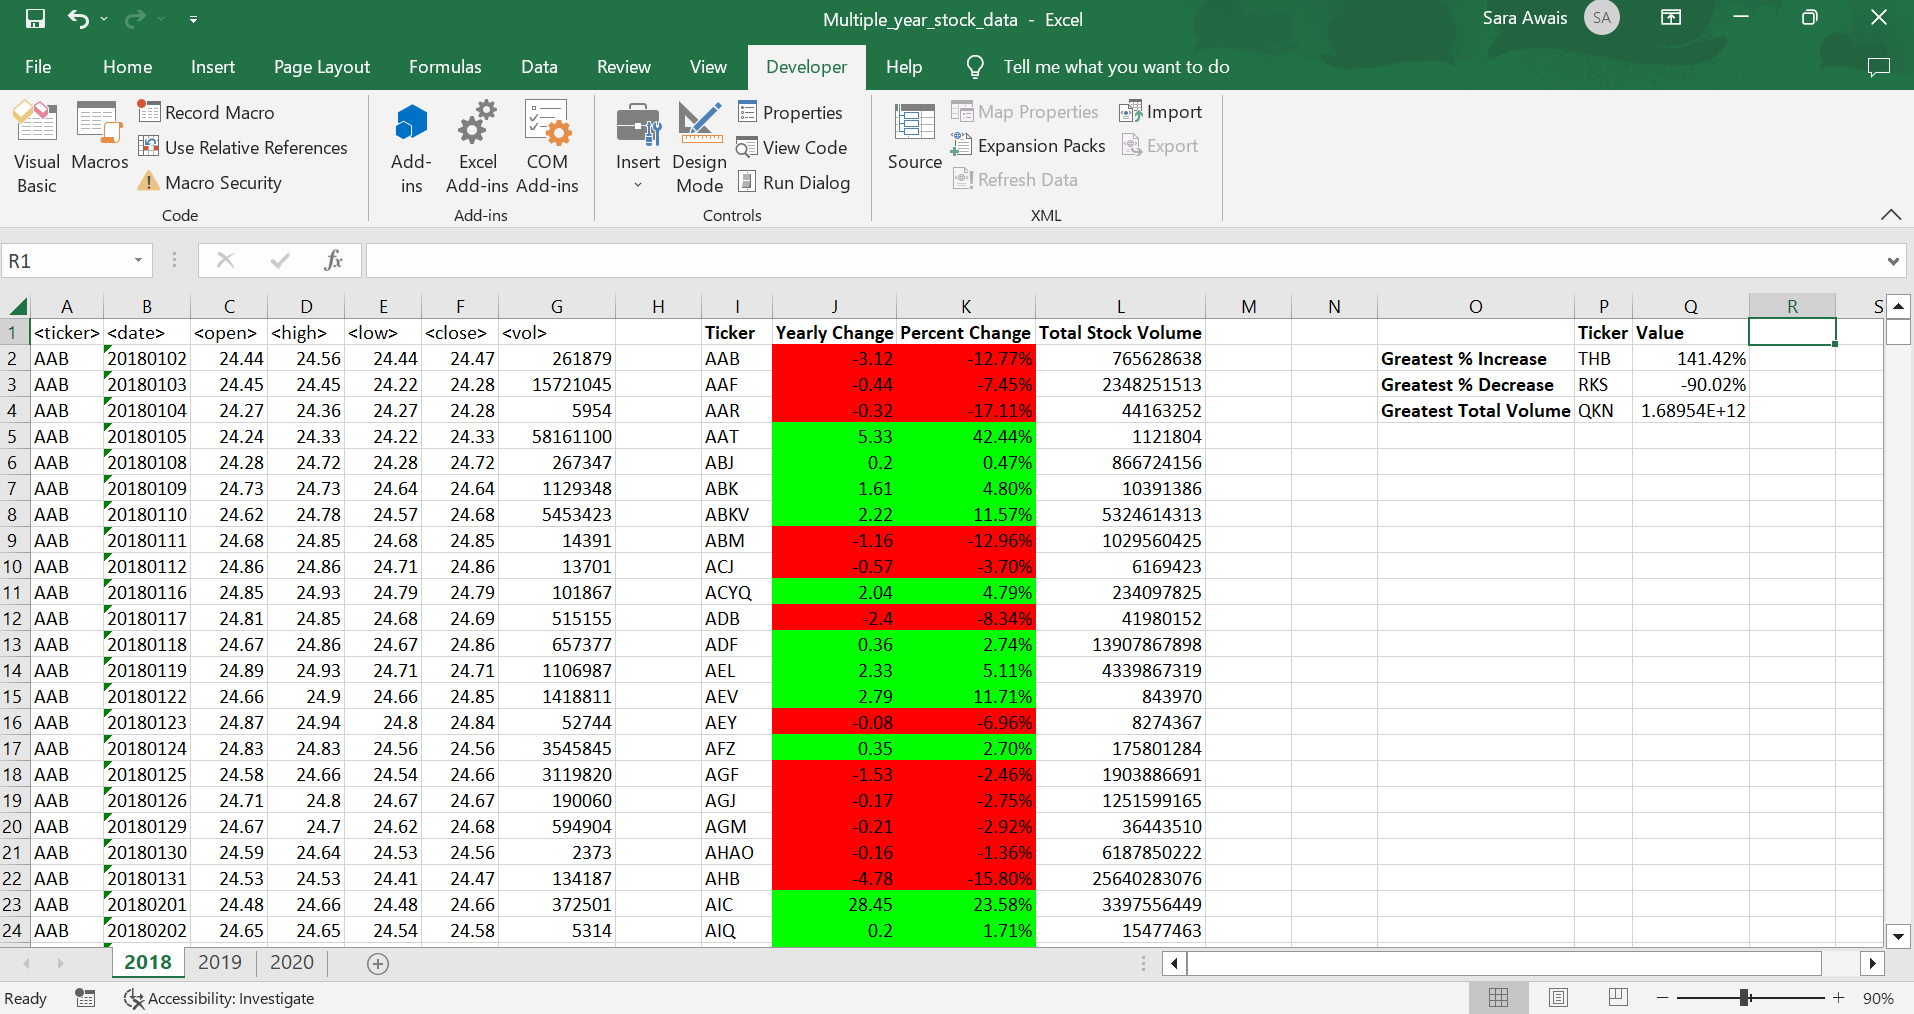 Multiple_year_stock_data - Excel
Sara Awais SA
File Home Insert Page Layout Formulas Data Review View Developer Help Tell me what you want to do
Visual Basic
Macros
Record Macro
Use Relative References
Macro Security
Code
Add-ins
Excel Add-ins
COM Add-ins
Add-ins
Insert
Design Mode
Properties
View Code
Run Dialog
Controls
Source
Map Properties
Expansion Packs
Refresh Data
Import
Export
XML
R1 fx
A B C D E F G H I J K L M N O P Q R S
1 <ticker> <date> <open> <high> <low> <close> <vol> Ticker Yearly Change Percent Change Total Stock Volume Ticker Value
2 AAB 20180102 24.44 24.56 24.44 24.47 261879 AAB -3.12 -12.77% 765628638 Greatest % Increase THB 141.42%
3 AAB 20180103 24.45 24.45 24.22 24.28 15721045 AAF -0.44 -7.45% 2348251513 Greatest % Decrease RKS -90.02%
4 AAB 20180104 24.27 24.36 24.27 24.28 5954 AAR -0.32 -17.11% 44163252 Greatest Total Volume QKN 1.68954E+12
5 AAB 20180105 24.24 24.33 24.22 24.33 58161100 AAT 5.33 42.44% 1121804
6 AAB 20180108 24.28 24.72 24.28 24.72 267347 ABJ 0.2 0.47% 866724156
7 AAB 20180109 24.73 24.73 24.64 24.64 1129348 ABK 1.61 4.80% 10391386
8 AAB 20180110 24.62 24.78 24.57 24.68 5453423 ABKV 2.22 11.57% 5324614313
9 AAB 20180111 24.68 24.85 24.68 24.85 14391 ABM -1.16 -12.96% 1029560425
10 AAB 20180112 24.86 24.86 24.71 24.86 13701 ACJ -0.57 -3.70% 6169423
11 AAB 20180116 24.85 24.93 24.79 24.79 101867 ACYQ 2.04 4.79% 234097825
12 AAB 20180117 24.81 24.85 24.68 24.69 515155 ADB -2.4 -8.34% 41980152
13 AAB 20180118 24.67 24.86 24.67 24.86 657377 ADF 0.36 2.74% 13907867898
14 AAB 20180119 24.89 24.93 24.71 24.71 1106987 AEL 2.33 5.11% 4339867319
15 AAB 20180122 24.66 24.9 24.66 24.85 1418811 AEV 2.79 11.71% 843970
16 AAB 20180123 24.87 24.94 24.8 24.84 52744 AEY -0.08 -6.96% 8274367
17 AAB 20180124 24.83 24.83 24.56 24.56 3545845 AFZ 0.35 2.70% 175801284
18 AAB 20180125 24.58 24.66 24.54 24.66 3119820 AGF -1.53 -2.46% 1903886691
19 AAB 20180126 24.71 24.8 24.67 24.67 190060 AGJ -0.17 -2.75% 1251599165
20 AAB 20180129 24.67 24.7 24.62 24.68 594904 AGM -0.21 -2.92% 36443510
21 AAB 20180130 24.59 24.64 24.53 24.56 2373 AHAO -0.16 -1.36% 6187850222
22 AAB 20180131 24.53 24.53 24.41 24.47 134187 AHB -4.78 -15.80% 25640283076
23 AAB 20180201 24.48 24.66 24.48 24.66 372501 AIC 28.45 23.58% 3397556449
24 AAB 20180202 24.65 24.65 24.54 24.58 5314 AIQ 0.2 1.71% 15477463
2018 2019 2020
Ready Accessibility: Investigate 90%